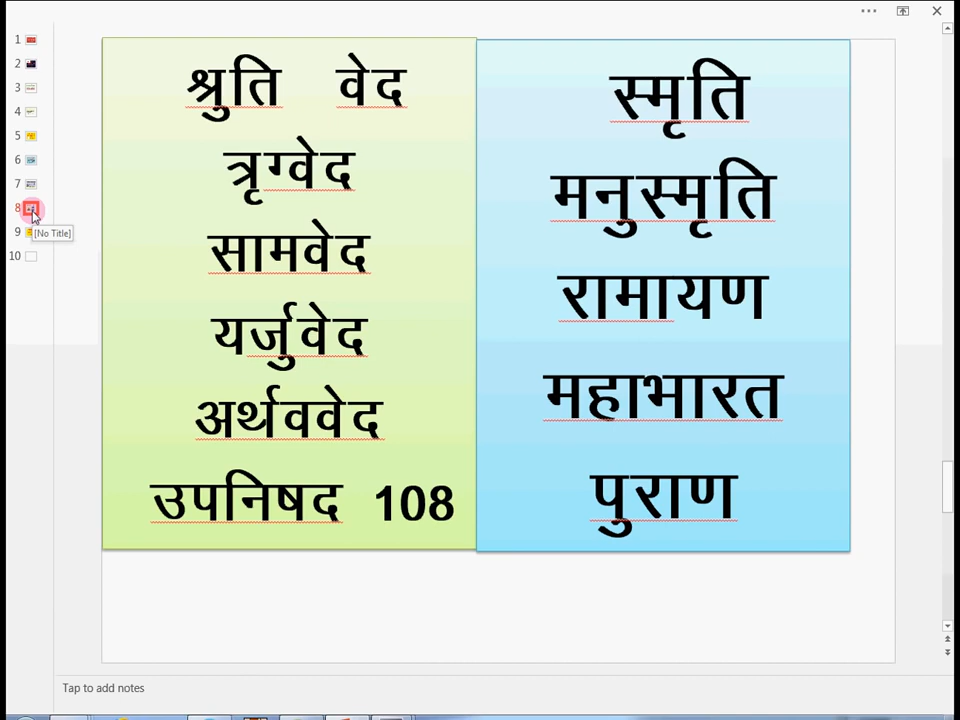 1
2
3
4
5
6
7
8
9
10
[No Title]
श्रुति वेद
त्रृग्वेद
सामवेद
यर्जुवेद
अर्थववेद
उपनिषद 108
स्मृति
मनुस्मृति
रामायण
महाभारत
पुराण
Tap to add notes